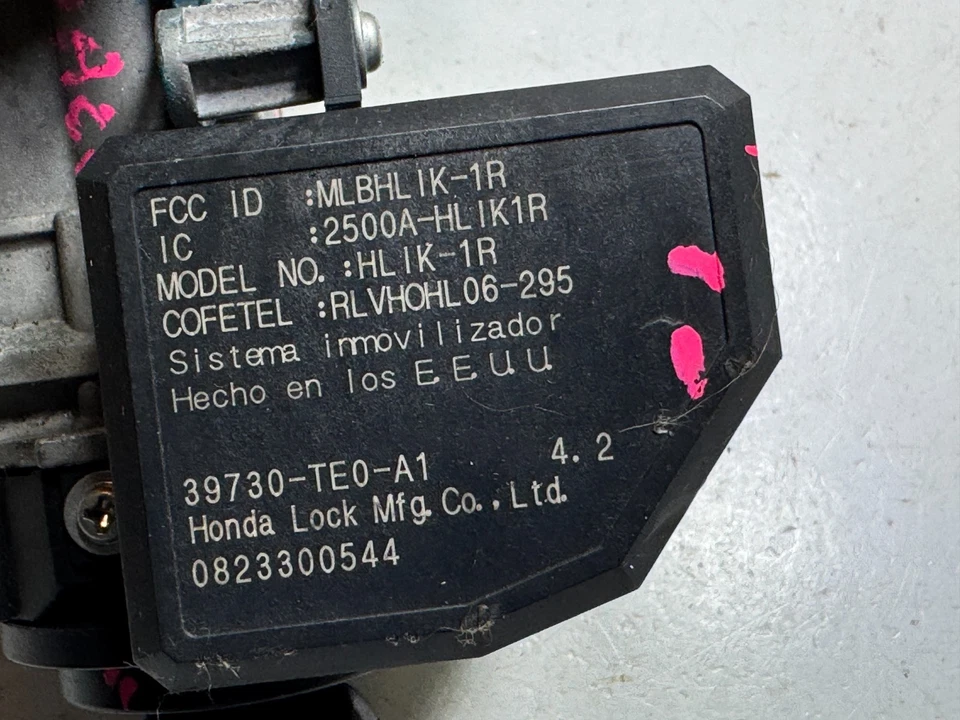 FCC ID :MLBHLIK-1R
IC :2500A-HLIK1R
MODEL NO. :HLIK-1R
COFETEL :RLVHOHL06-295
Sistema inmovilizador
Hecho en los E.E.U.U.
39730-TE0-A1 4.2
Honda Lock Mfg. Co., Ltd.
0823300544